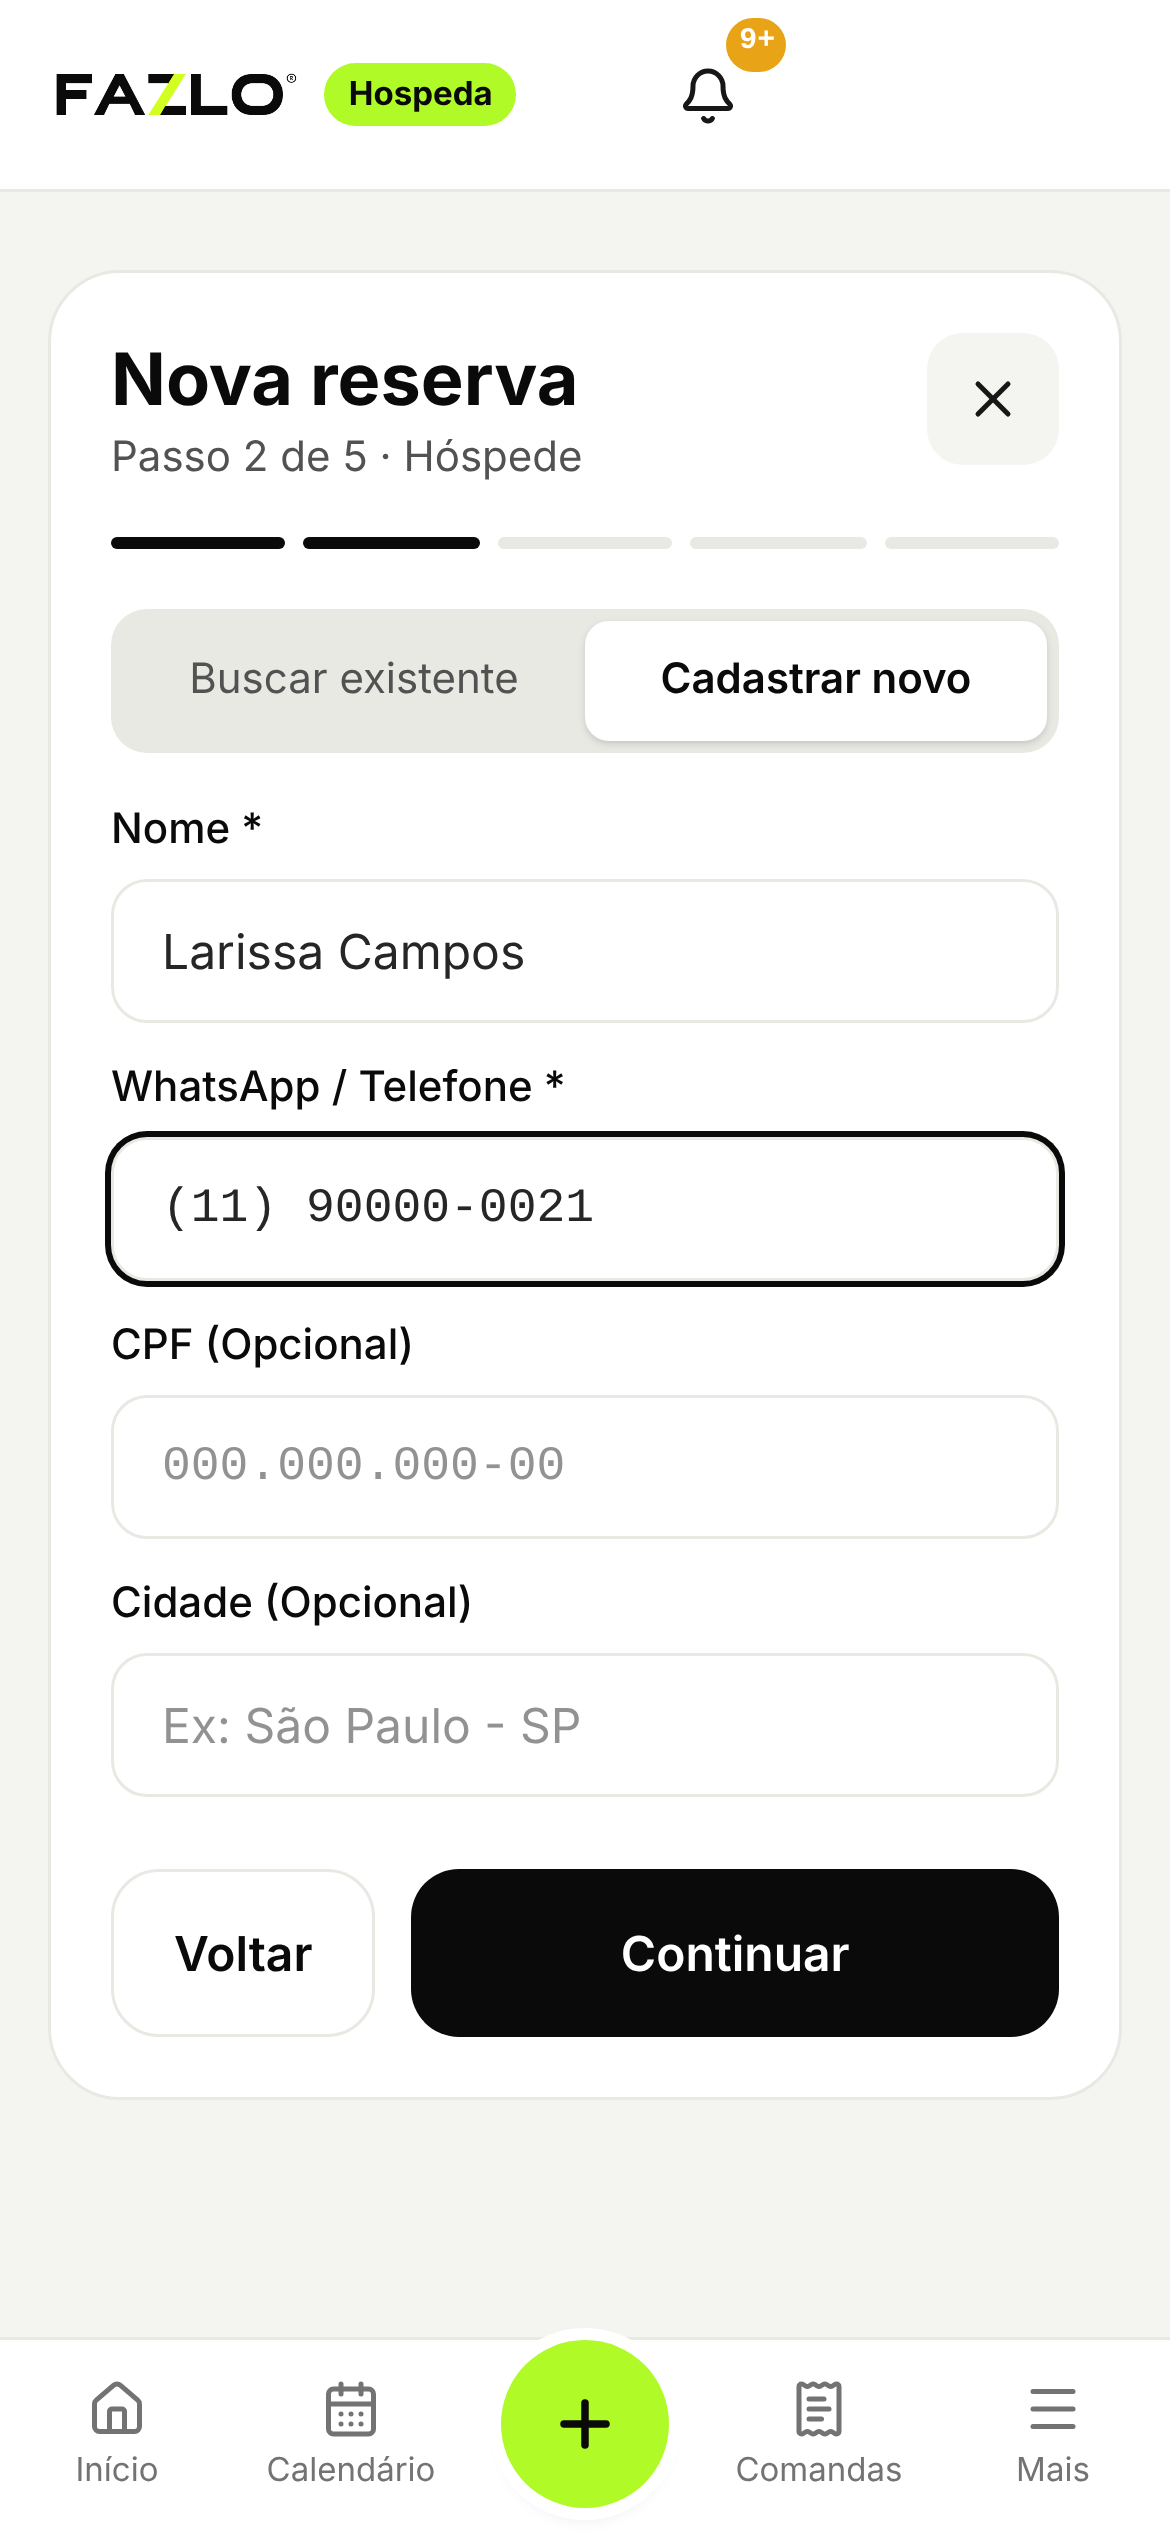 FAZLO®
Hospeda
9+
Nova reserva
Passo 2 de 5 · Hóspede
Buscar existente
Cadastrar novo
Nome *
Larissa Campos
WhatsApp / Telefone *
(11) 90000-0021
CPF (Opcional)
000.000.000-00
Cidade (Opcional)
Ex: São Paulo - SP
Voltar
Continuar
Início
Calendário
Comandas
Mais